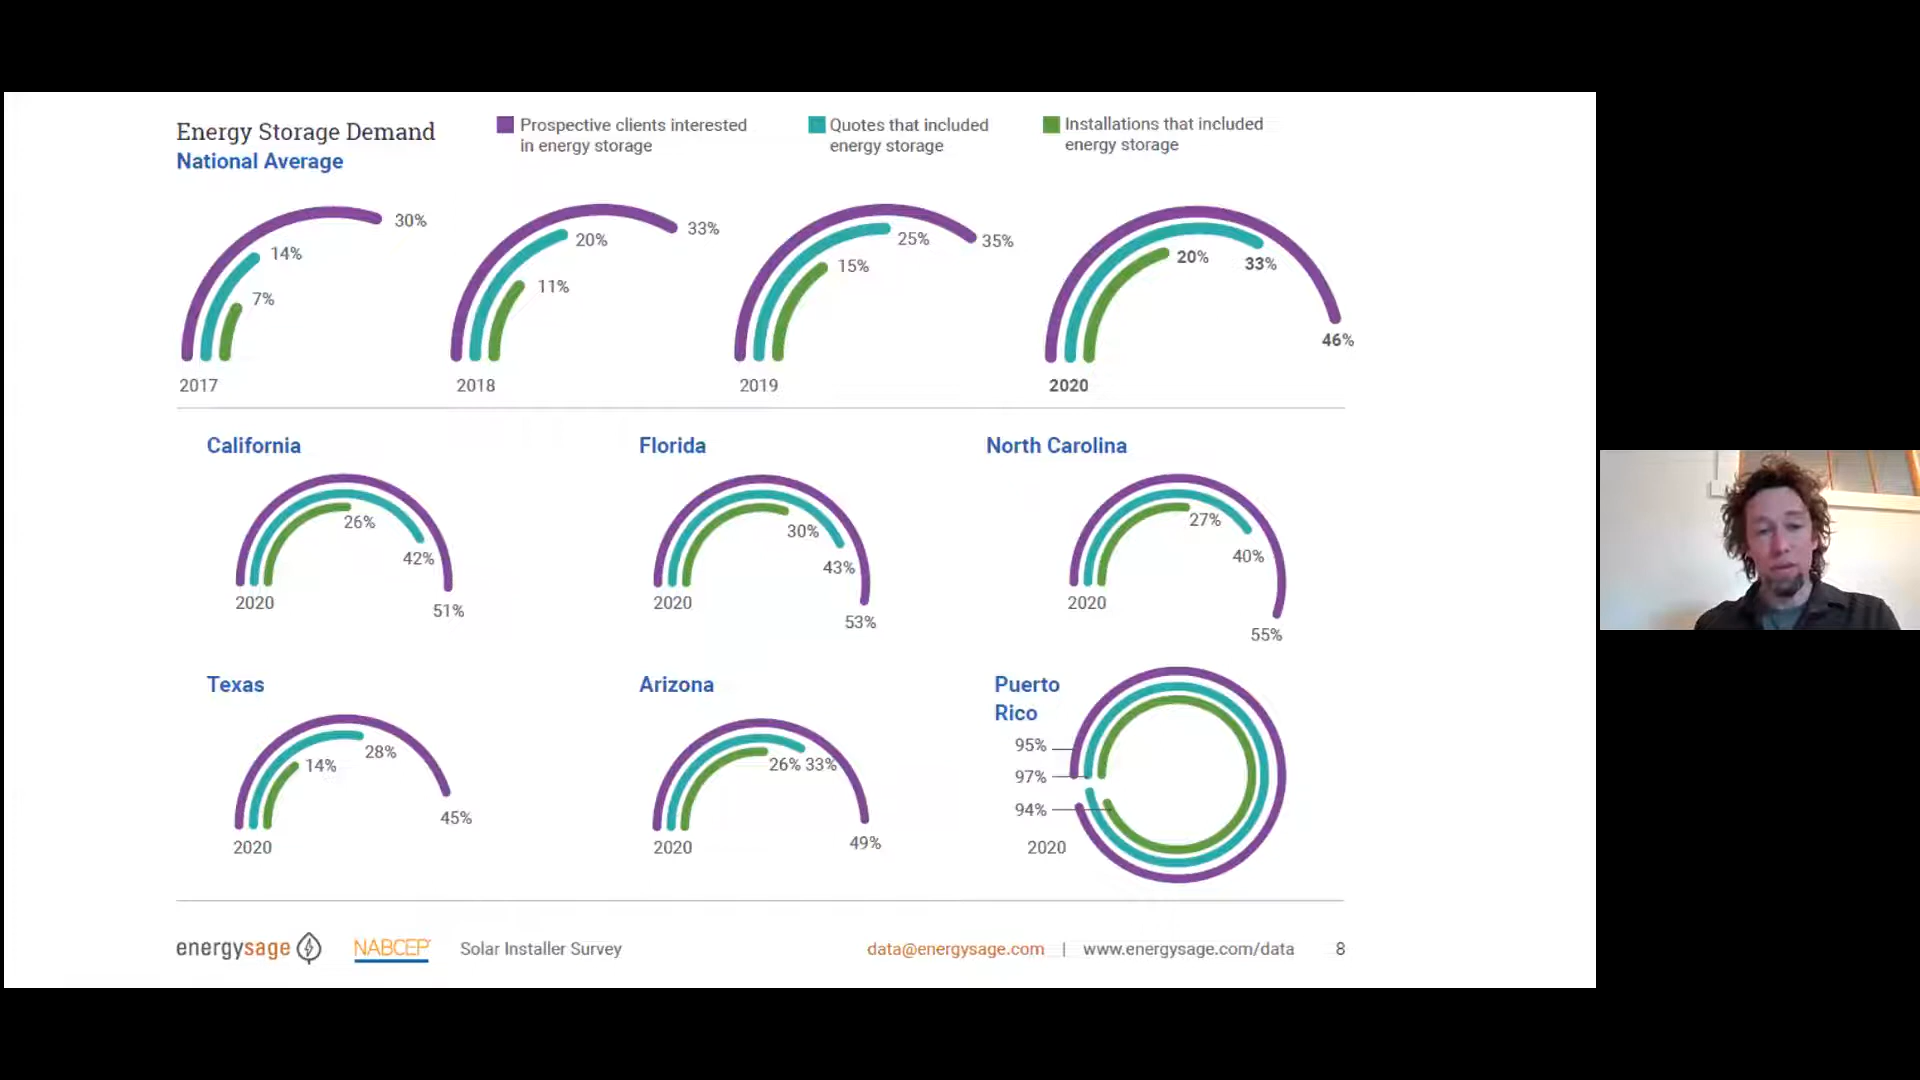 Energy Storage Demand
National Average
Prospective clients interested
in energy storage
Quotes that included
energy storage
Installations that included
energy storage
30%
14%
7%
2017
33%
20%
11%
2018
35%
25%
15%
2019
20%
33%
46%
2020
California
26%
42%
51%
2020
Florida
30%
43%
53%
2020
North Carolina
27%
40%
55%
2020
Texas
28%
14%
45%
2020
Arizona
26% 33%
49%
2020
Puerto
Rico
95%
97%
94%
2020
energysage
NABCEP
Solar Installer Survey
data@energysage.com | www.energysage.com/data 8